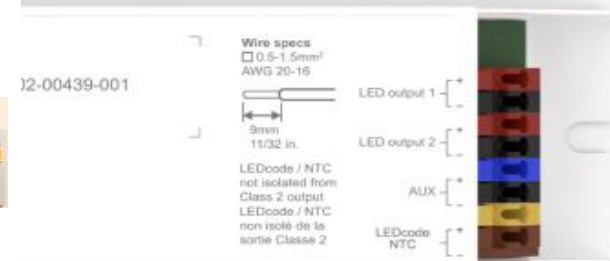 02-00439-001
Wire specs
0.5-1.5mm²
AWG 20-16
9mm
11/32 in.
LEDcode / NTC
not isolated from
Class 2 output
LEDcode / NTC
non isolé de la
sortie Classe 2
LED output 1 + -
LED output 2 + -
AUX + -
LEDcode
NTC + -